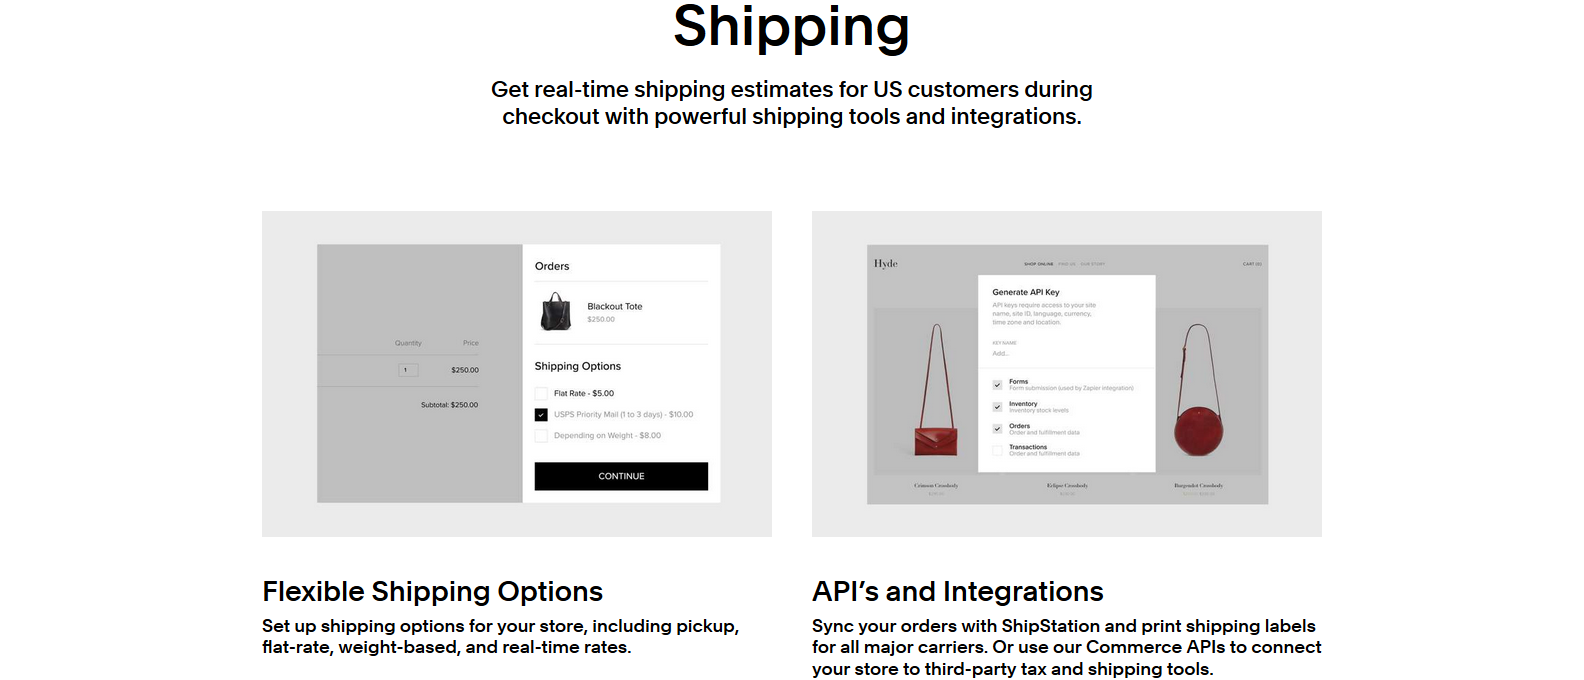 Shipping
Get real-time shipping estimates for US customers during
checkout with powerful shipping tools and integrations.
Quantity Price
1 $250.00
Subtotal: $250.00
Orders
Blackout Tote
$250.00
Shipping Options
Flat Rate - $5.00
USPS Priority Mail (1 to 3 days) - $10.00
Depending on Weight - $8.00
CONTINUE
Hyde
SHOP ONLINE FIND US OUR STORY
CART (0)
Generate API Key
API keys require access to your site
name, site ID, language, currency,
time zone and location.
KEY NAME
Add...
Forms
Form submission (used by Zapier integration)
Inventory
Inventory stock levels
Orders
Order and fulfillment data
Transactions
Order and fulfillment data
Crimson Crossbody
Eclipse Crossbody
Crossbody
Flexible Shipping Options
Set up shipping options for your store, including pickup,
flat-rate, weight-based, and real-time rates.
API’s and Integrations
Sync your orders with ShipStation and print shipping labels
for all major carriers. Or use our Commerce APIs to connect
your store to third-party tax and shipping tools.